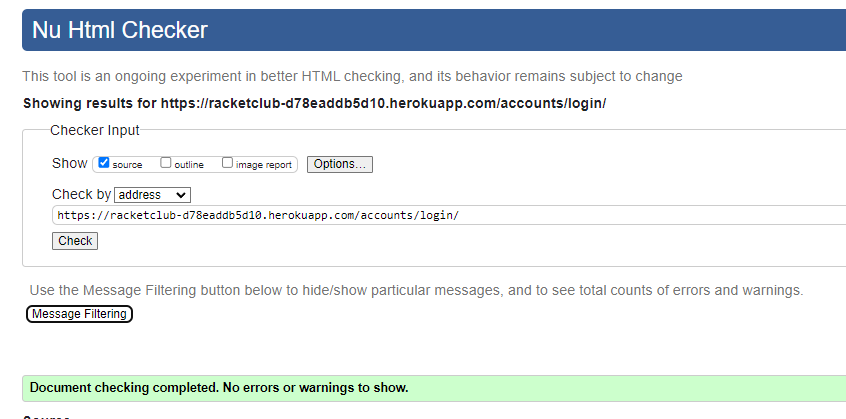 Nu Html Checker
This tool is an ongoing experiment in better HTML checking, and its behavior remains subject to change
Showing results for https://racketclub-d78eaddb5d10.herokuapp.com/accounts/login/
Checker Input
Show source outline image report Options...
Check by address
https://racketclub-d78eaddb5d10.herokuapp.com/accounts/login/
Check
Use the Message Filtering button below to hide/show particular messages, and to see total counts of errors and warnings.
Message Filtering
Document checking completed. No errors or warnings to show.